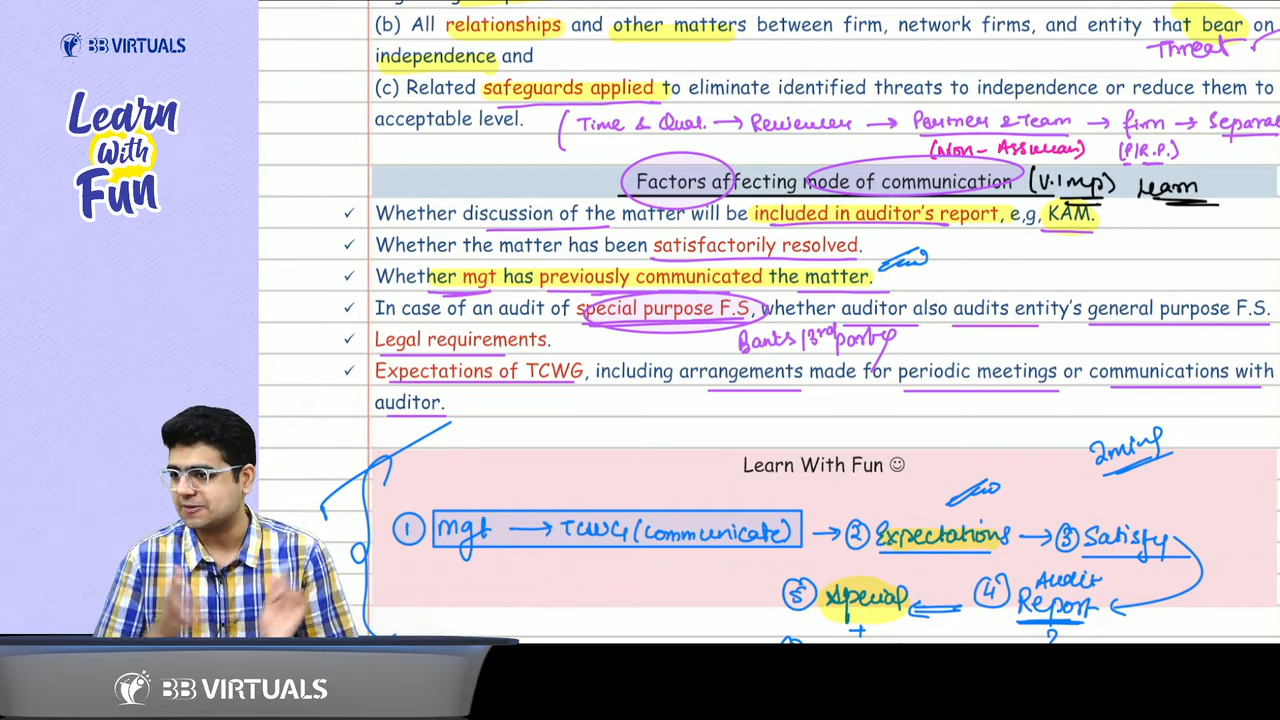 BB VIRTUALS
Learn
With
Fun
(b) All relationships and other matters between firm, network firms, and entity that bear on
Threat
independence and
(c) Related safeguards applied to eliminate identified threats to independence or reduce them to
acceptable level.
(Time & Qual. → Reviewer → Partner & Team → firm → Separat
(Non-Assuran) (P/R.P.)
Factors affecting mode of communication (V.Imp) Learn
✓ Whether discussion of the matter will be included in auditor's report, e,g, KAM.
✓ Whether the matter has been satisfactorily resolved.
✓ Whether mgt has previously communicated the matter.
✓ In case of an audit of special purpose F.S, whether auditor also audits entity's general purpose F.S.
✓ Legal requirements.
Banks/3rd party
✓ Expectations of TCWG, including arrangements made for periodic meetings or communications with
auditor.
Learn With Fun ☺
2 ming
① Mgt → TCWG (communicate) → ② Expectations → ③ Satisfy
⑤ Special ④ Audit
Report
+ ?
BB VIRTUALS